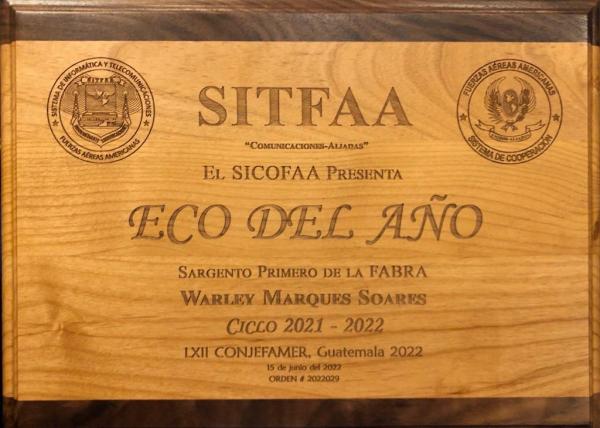 SISTEMA DE INFORMÁTICA Y TELECOMUNICACIONES
FUERZAS AÉREAS AMERICANAS
SITFAA
FUERZAS AÉREAS AMERICANAS
SISTEMA DE COOPERACIÓN
"COMUNICACIONES-ALIADAS"
EL SICOFAA PRESENTA
ECO DEL AÑO
SARGENTO PRIMERO DE LA FABRA
WARLEY MARQUES SOARES
CICLO 2021 - 2022
LXII CONJEFAMER, Guatemala 2022
15 de junio del 2022
ORDEN # 2022029